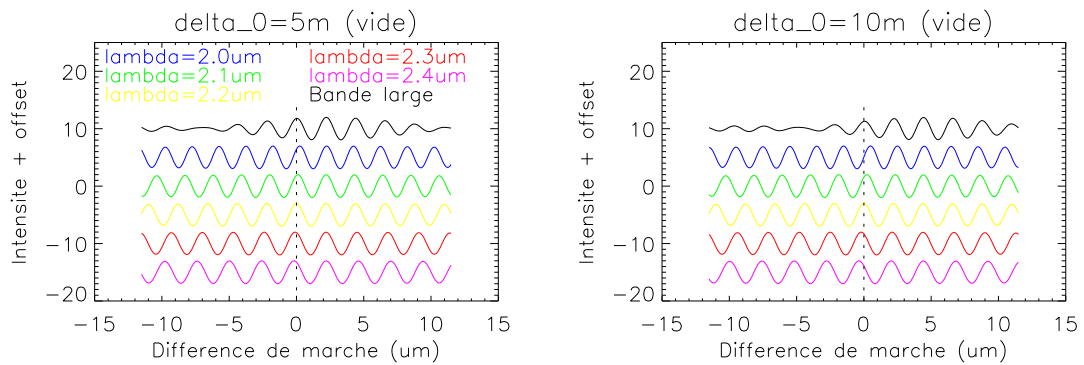 delta_0=5m (vide)
lambda=2.0um
lambda=2.1um
lambda=2.2um
lambda=2.3um
lambda=2.4um
Bande large
Intensite + offset
20
10
0
−10
−20
−15 −10 −5 0 5 10 15
Difference de marche (um)
delta_0=10m (vide)
Intensite + offset
20
10
0
−10
−20
−15 −10 −5 0 5 10 15
Difference de marche (um)